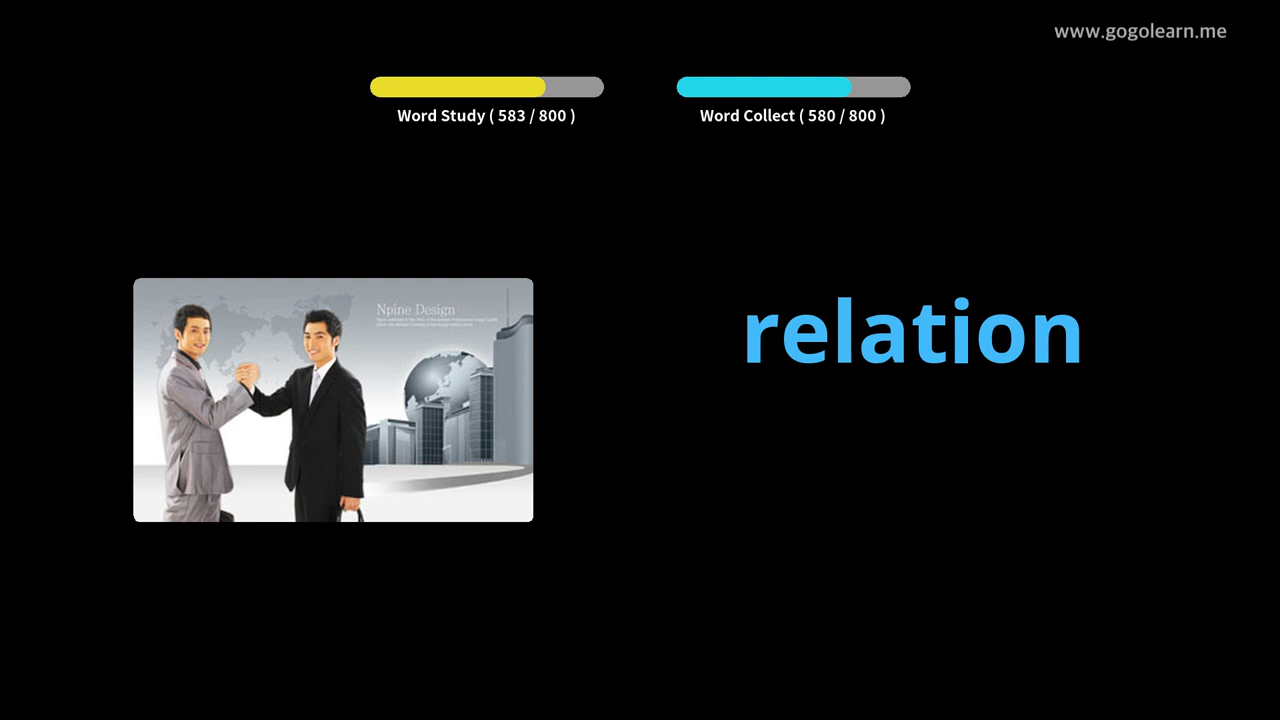 www.gogolearn.me
Word Study ( 583 / 800 )
Word Collect ( 580 / 800 )
Npine Design
relation